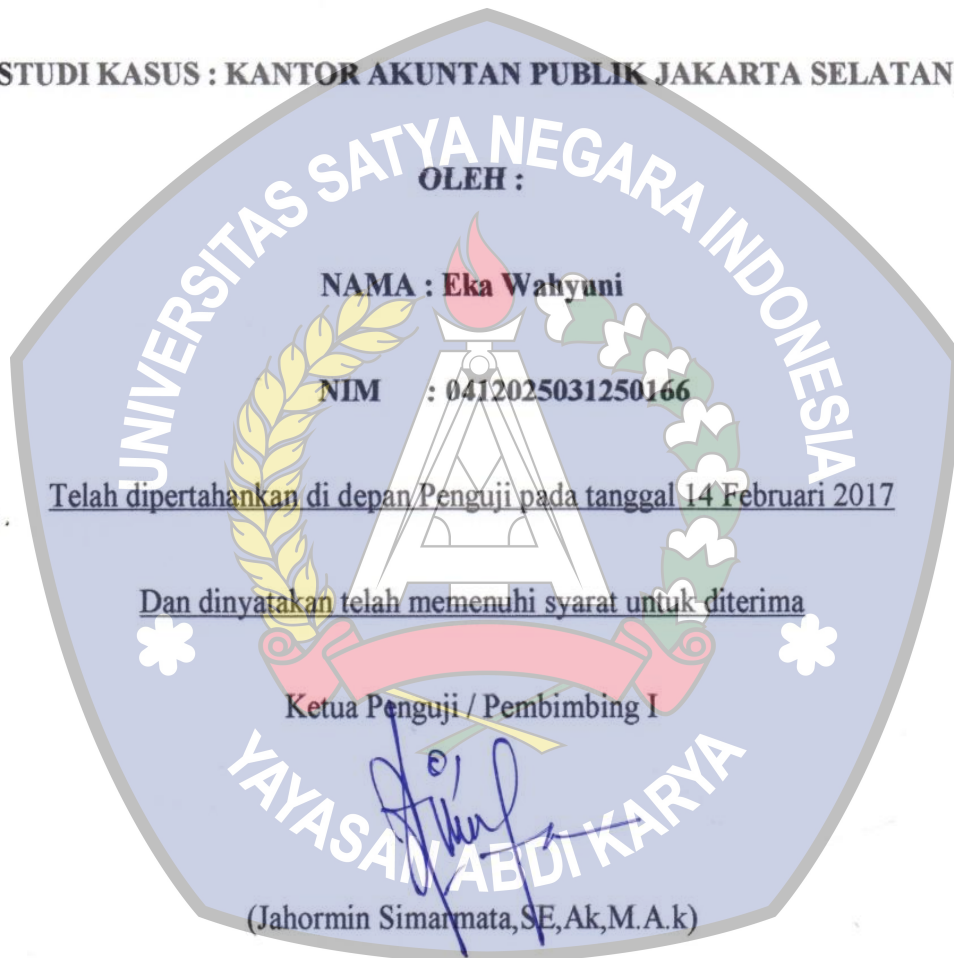 STUDI KASUS : KANTOR AKUNTAN PUBLIK JAKARTA SELATAN
UNIVERSITAS SATYA NEGARA INDONESIA
OLEH :
NAMA : Eka Wahyuni
NIM : 0412025031250166
Telah dipertahankan di depan Penguji pada tanggal 14 Februari 2017
Dan dinyatakan telah memenuhi syarat untuk diterima
Ketua Penguji / Pembimbing I
YAYASAN ABDI KARYA
(Jahormin Simarmata,SE,Ak,M.A.k)